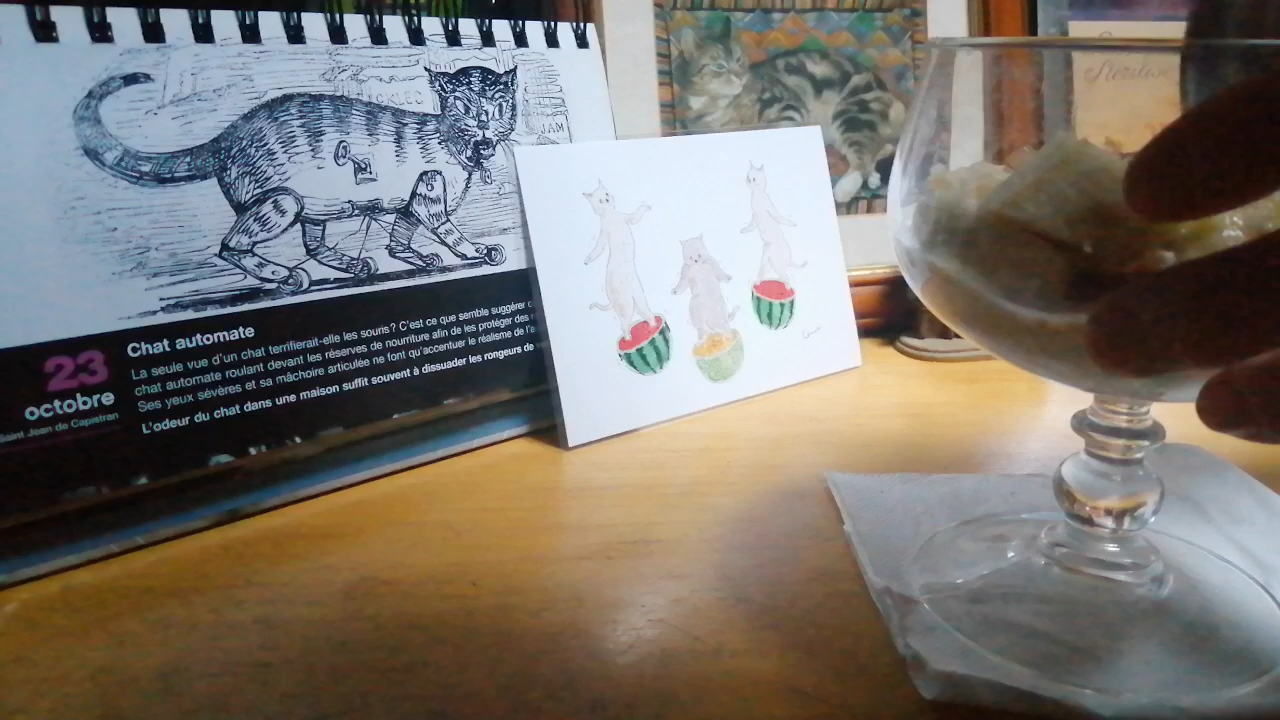 JAM
Chat automate
La seule vue d'un chat terrifierait-elle les souris ? C'est ce que semble suggérer
chat automate roulant devant les réserves de nourriture afin de les protéger des
Ses yeux sévères et sa mâchoire articulée ne font qu'accentuer le réalisme de
L'odeur du chat dans une maison suffit souvent à dissuader les rongeurs de
23
octobre
Saint Jean de Capistran